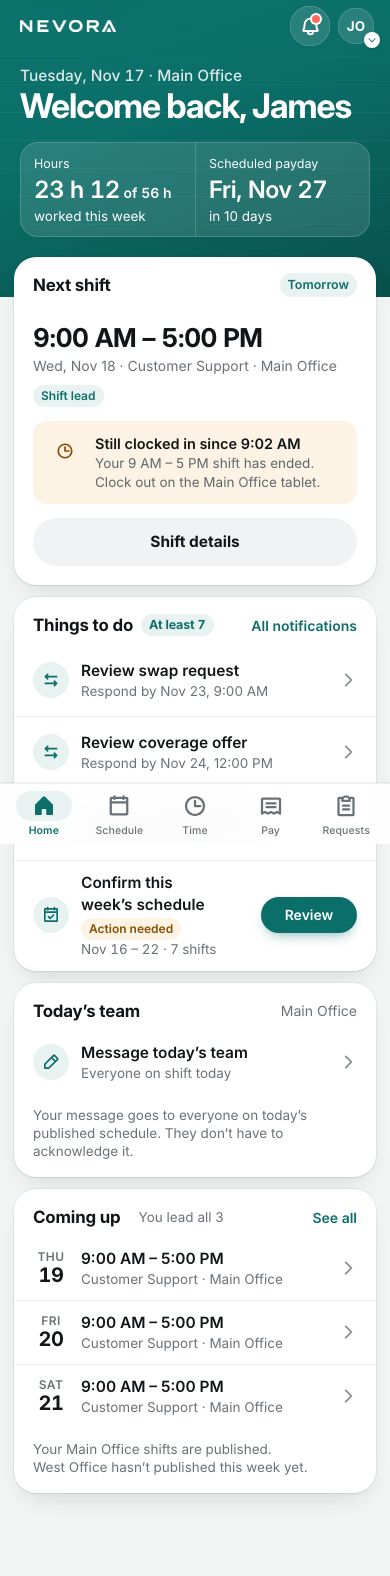 NEVORA
JO
Tuesday, Nov 17 · Main Office
Welcome back, James
Hours
23 h 12 of 56 h
worked this week
Scheduled payday
Fri, Nov 27
in 10 days
Next shift
Tomorrow
9:00 AM – 5:00 PM
Wed, Nov 18 · Customer Support · Main Office
Shift lead
Still clocked in since 9:02 AM
Your 9 AM – 5 PM shift has ended.
Clock out on the Main Office tablet.
Shift details
Things to do
At least 7
All notifications
Review swap request
Respond by Nov 23, 9:00 AM
Review coverage offer
Respond by Nov 24, 12:00 PM
Home
Schedule
Time
Pay
Requests
Confirm this
week’s schedule
Action needed
Nov 16 – 22 · 7 shifts
Review
Today’s team
Main Office
Message today’s team
Everyone on shift today
Your message goes to everyone on today’s
published schedule. They don’t have to
acknowledge it.
Coming up
You lead all 3
See all
THU
19
9:00 AM – 5:00 PM
Customer Support · Main Office
FRI
20
9:00 AM – 5:00 PM
Customer Support · Main Office
SAT
21
9:00 AM – 5:00 PM
Customer Support · Main Office
Your Main Office shifts are published.
West Office hasn’t published this week yet.